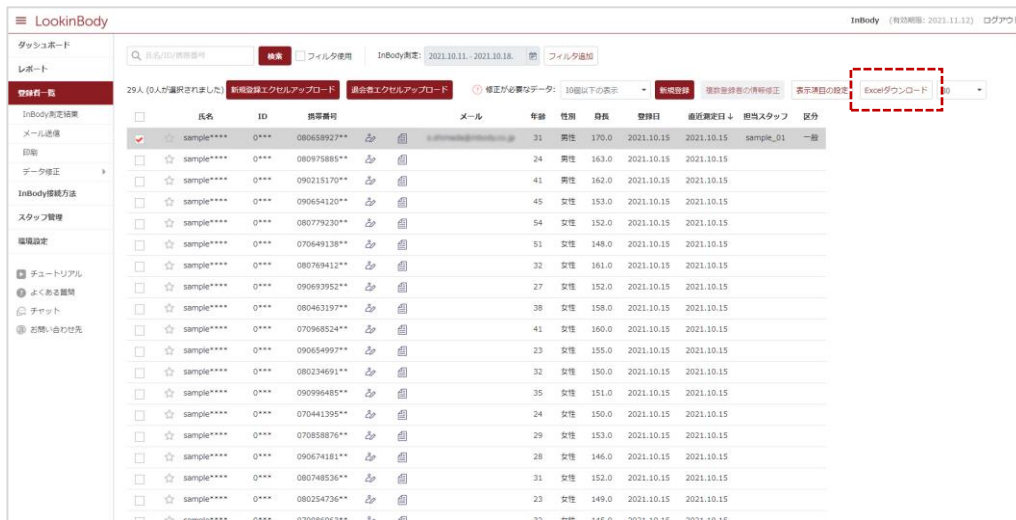 LookinBody
InBody (有効期限: 2021.11.12) ログアウト
ダッシュボード
レポート
登録者一覧
InBody測定結果
メール送信
印刷
データ修正
InBody接続方法
スタッフ管理
環境設定
チュートリアル
よくある質問
チャット
お問い合わせ先
氏名/ID/携帯番号 検索 フィルタ使用 InBody測定: 2021.10.11. - 2021.10.18. フィルタ追加
29人 (0人が選択されました) 新規登録エクセルアップロード 退会者エクセルアップロード 修正が必要なデータ: 10個以下の表示 新規登録 複数登録者の情報修正 表示項目の設定 Excelダウンロード
氏名 ID 携帯番号 メール 年齢 性別 身長 登録日 直近測定日↓ 担当スタッフ 区分
sample**** 0*** 080658927** 31 男性 170.0 2021.10.15 2021.10.15 sample_01 一般
sample**** 0*** 080975885** 24 男性 163.0 2021.10.15 2021.10.15
sample**** 0*** 090215170** 41 男性 162.0 2021.10.15 2021.10.15
sample**** 0*** 090654120** 45 女性 153.0 2021.10.15 2021.10.15
sample**** 0*** 080779230** 54 女性 152.0 2021.10.15 2021.10.15
sample**** 0*** 070649138** 51 女性 148.0 2021.10.15 2021.10.15
sample**** 0*** 080769412** 32 女性 161.0 2021.10.15 2021.10.15
sample**** 0*** 090693952** 27 女性 152.0 2021.10.15 2021.10.15
sample**** 0*** 080463197** 38 女性 158.0 2021.10.15 2021.10.15
sample**** 0*** 070968524** 41 女性 160.0 2021.10.15 2021.10.15
sample**** 0*** 090654997** 23 女性 155.0 2021.10.15 2021.10.15
sample**** 0*** 080234691** 32 女性 150.0 2021.10.15 2021.10.15
sample**** 0*** 090996485** 35 女性 151.0 2021.10.15 2021.10.15
sample**** 0*** 070441395** 24 女性 150.0 2021.10.15 2021.10.15
sample**** 0*** 070858876** 29 女性 153.0 2021.10.15 2021.10.15
sample**** 0*** 090674181** 28 女性 146.0 2021.10.15 2021.10.15
sample**** 0*** 080748536** 31 女性 152.0 2021.10.15 2021.10.15
sample**** 0*** 080254736** 23 女性 149.0 2021.10.15 2021.10.15